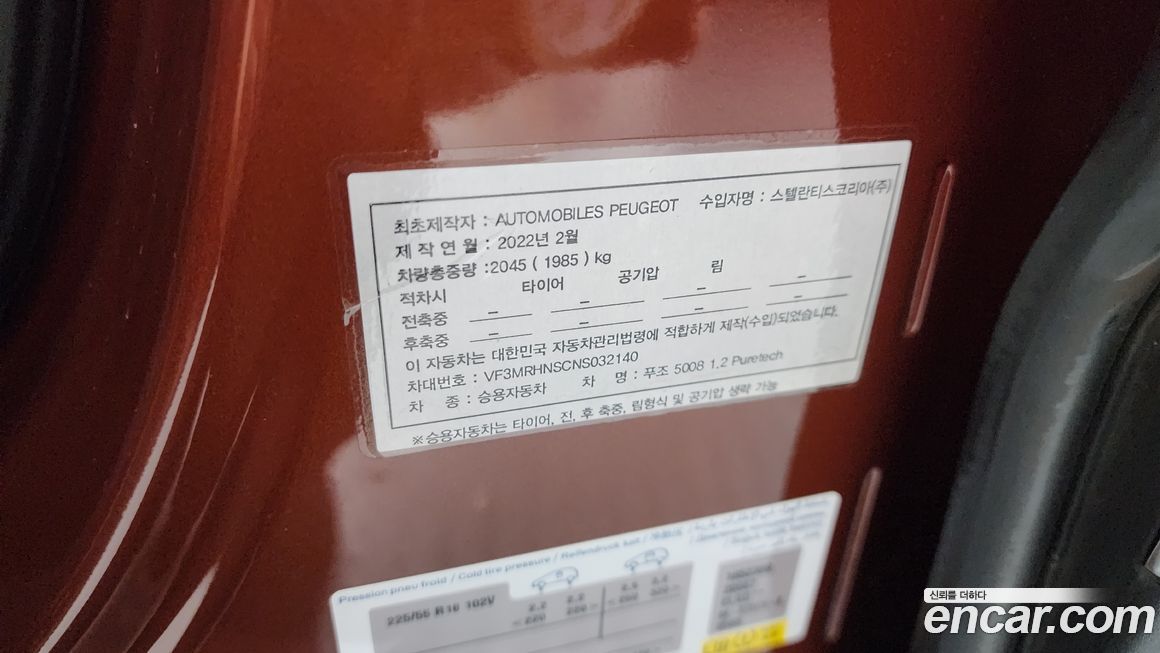 최초제작자 : AUTOMOBILES PEUGEOT 수입자명 : 스텔란티스코리아(주)
제 작 연 월 : 2022년 2월
차량총중량 : 2045 ( 1985 ) kg
적차시 타이어 공기압 림
전축중 – – – –
후축중 – – – –
이 자동차는 대한민국 자동차관리법령에 적합하게 제작(수입)되었습니다.
차대번호 : VF3MRHNSCNS032140
차 종 : 승용자동차 차 명 : 푸조 5008 1.2 Puretech
※승용자동차는 타이어, 전, 후 축중, 림형식 및 공기압 생략 가능
Pression pneu froid / Cold tire pressure / Reifendruck kalt /
225/55 R18 102V
2.2 2.2
신뢰를 더하다
encar.com